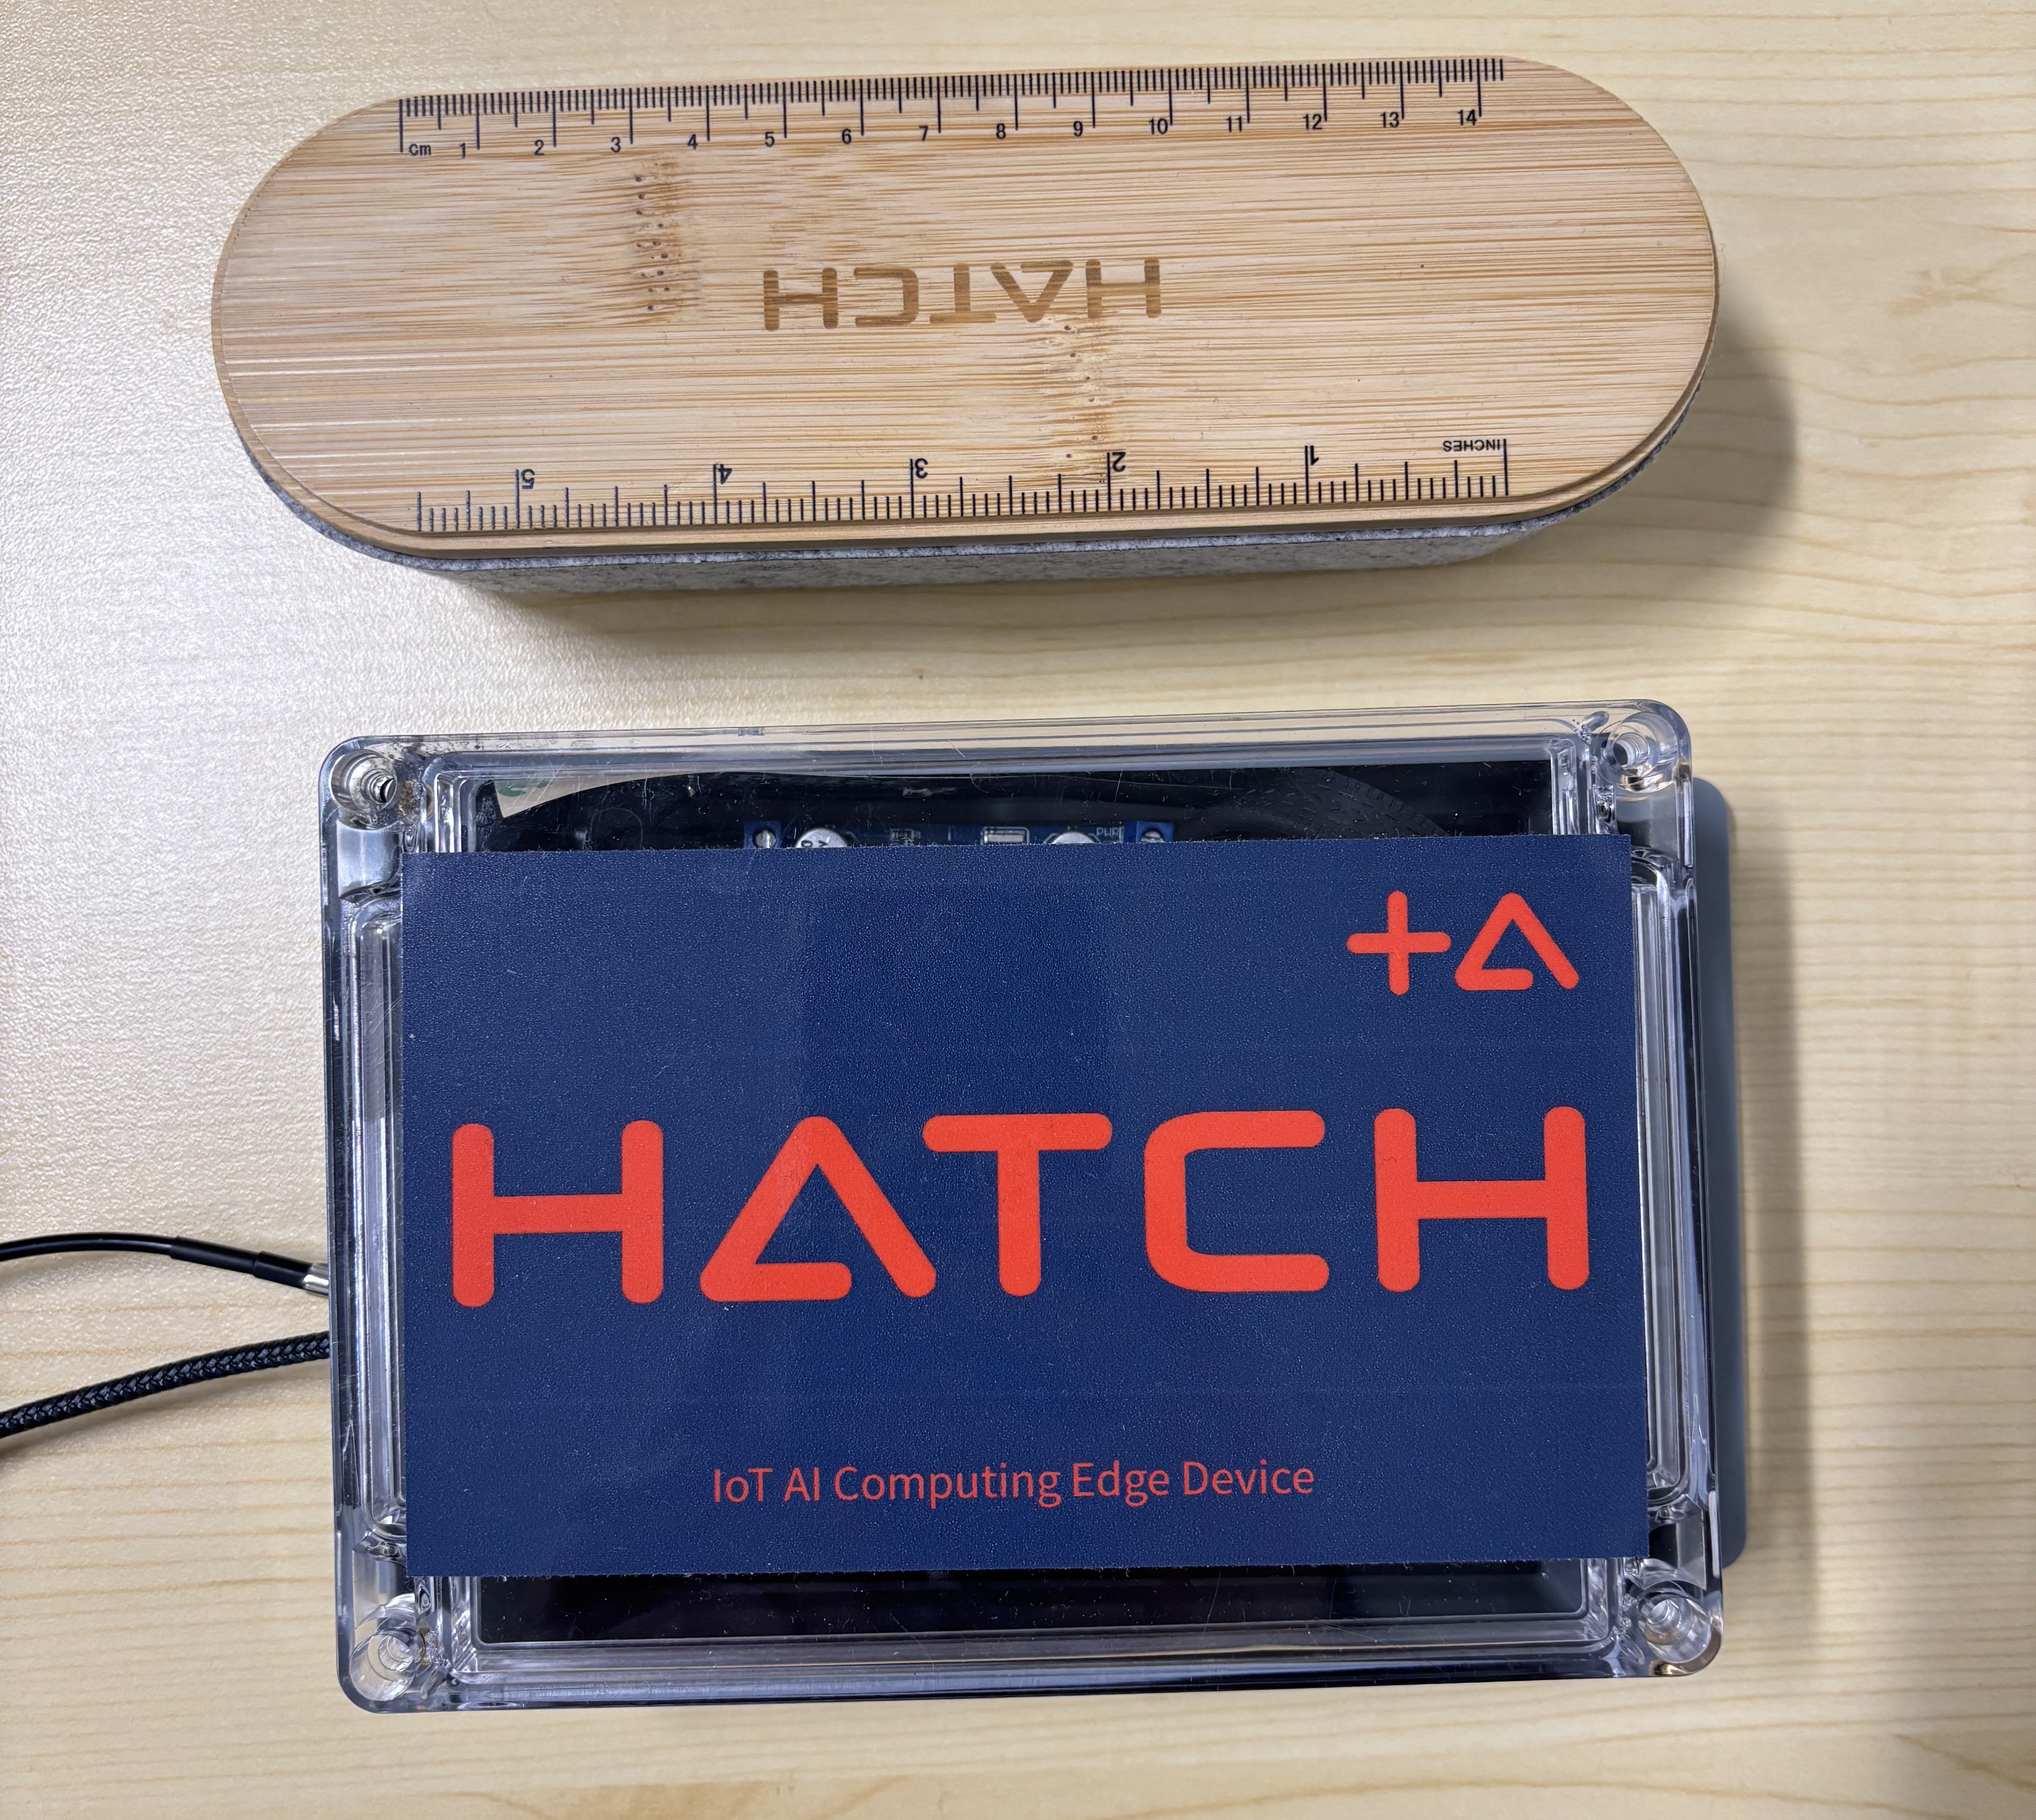 cm 1 2 3 4 5 6 7 8 9 10 11 12 13 14
HATCH
5 4 3 2 1 INCHES
+A
HATCH
IoT AI Computing Edge Device